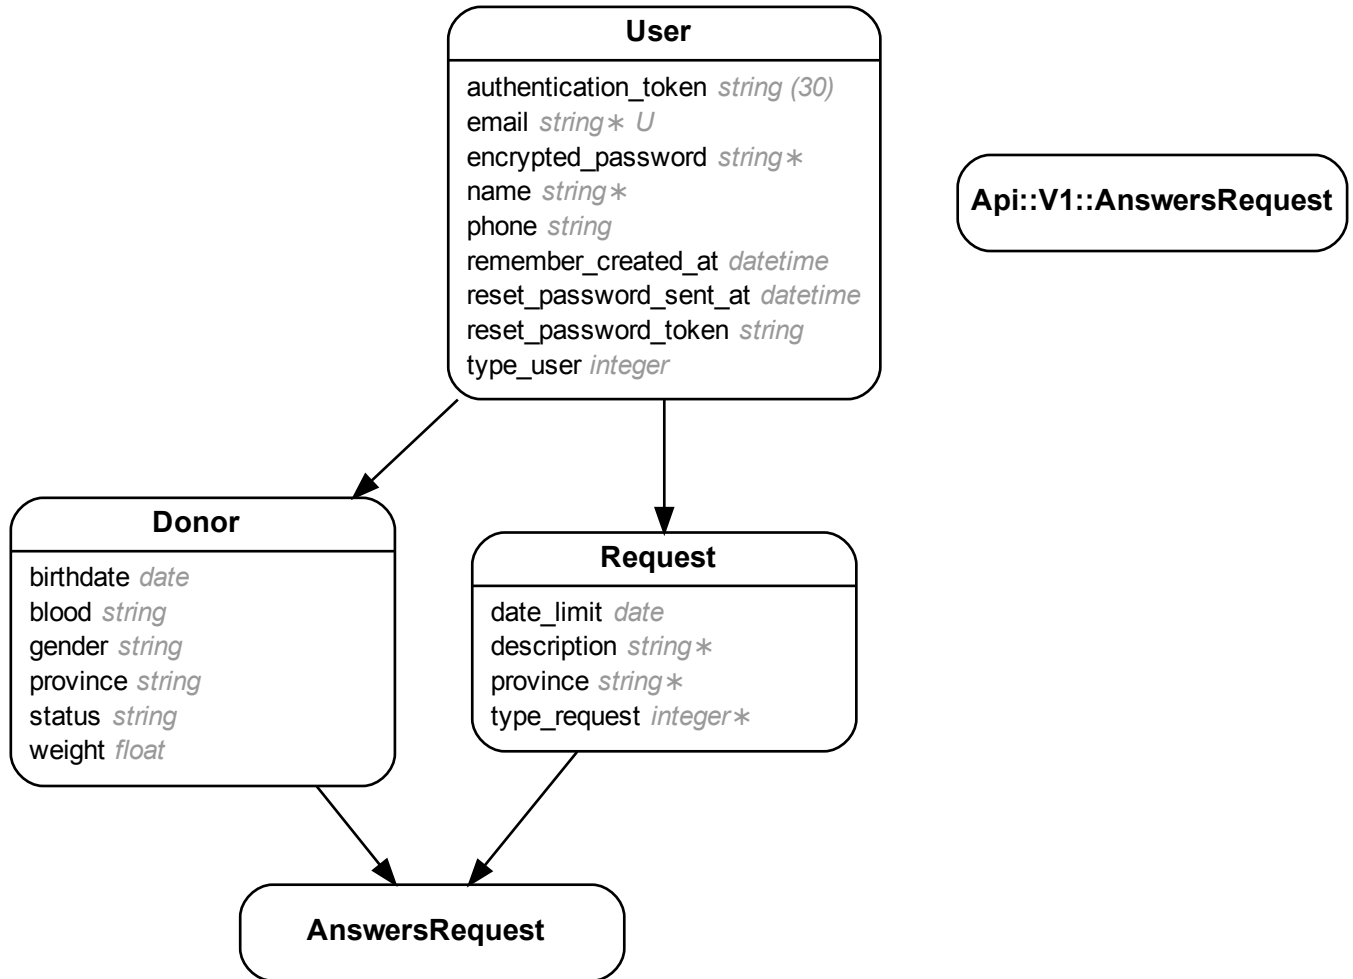 User
authentication_token string (30)
email string∗ U
encrypted_password string∗
name string∗
phone string
remember_created_at datetime
reset_password_sent_at datetime
reset_password_token string
type_user integer
Api::V1::AnswersRequest
Donor
birthdate date
blood string
gender string
province string
status string
weight float
Request
date_limit date
description string∗
province string∗
type_request integer∗
AnswersRequest